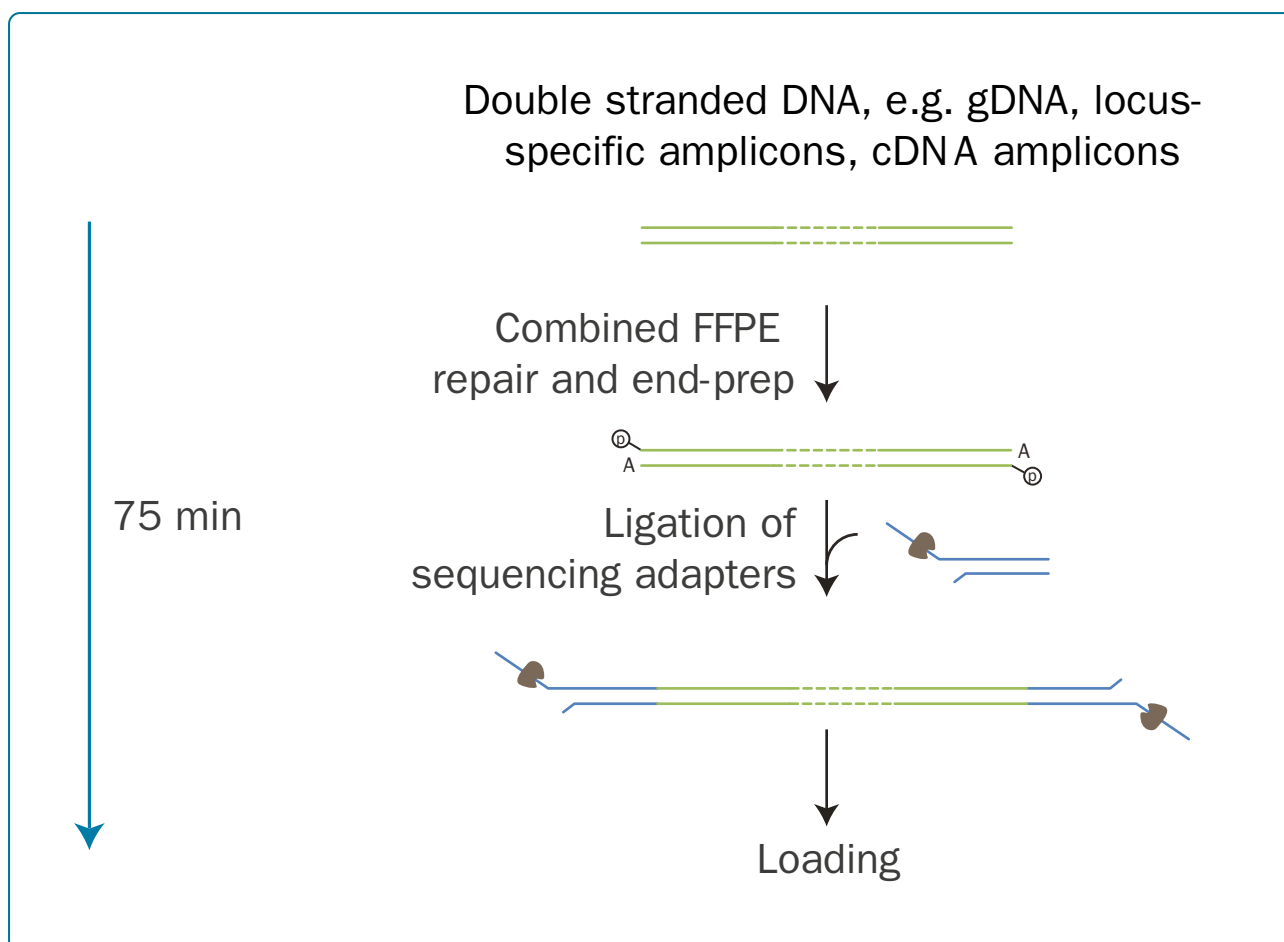 Double stranded DNA, e.g. gDNA, locus-
specific amplicons, cDNA amplicons
Combined FFPE
repair and end-prep
p
A
A
p
75 min
Ligation of
sequencing adapters
Loading